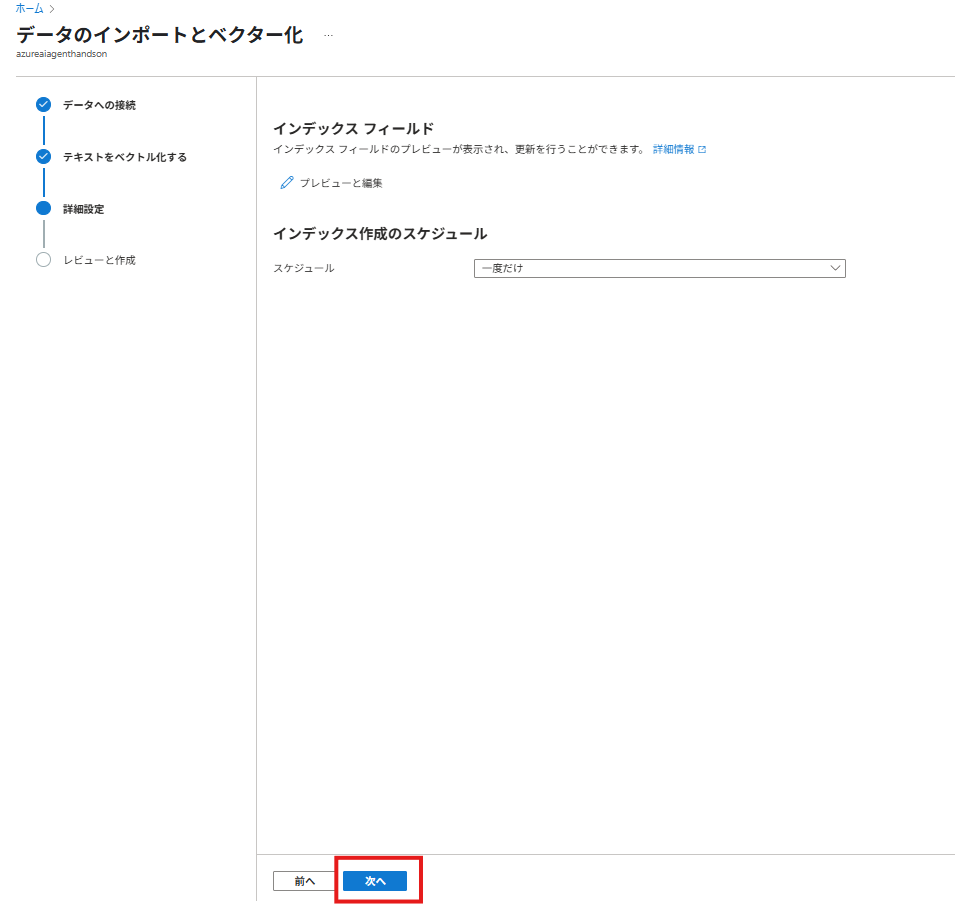 ホーム
データのインポートとベクター化 …
azureaiagenthandson
データへの接続
テキストをベクトル化する
詳細設定
レビューと作成
インデックス フィールド
インデックス フィールドのプレビューが表示され、更新を行うことができます。 詳細情報
プレビューと編集
インデックス作成のスケジュール
スケジュール 一度だけ
前へ 次へ